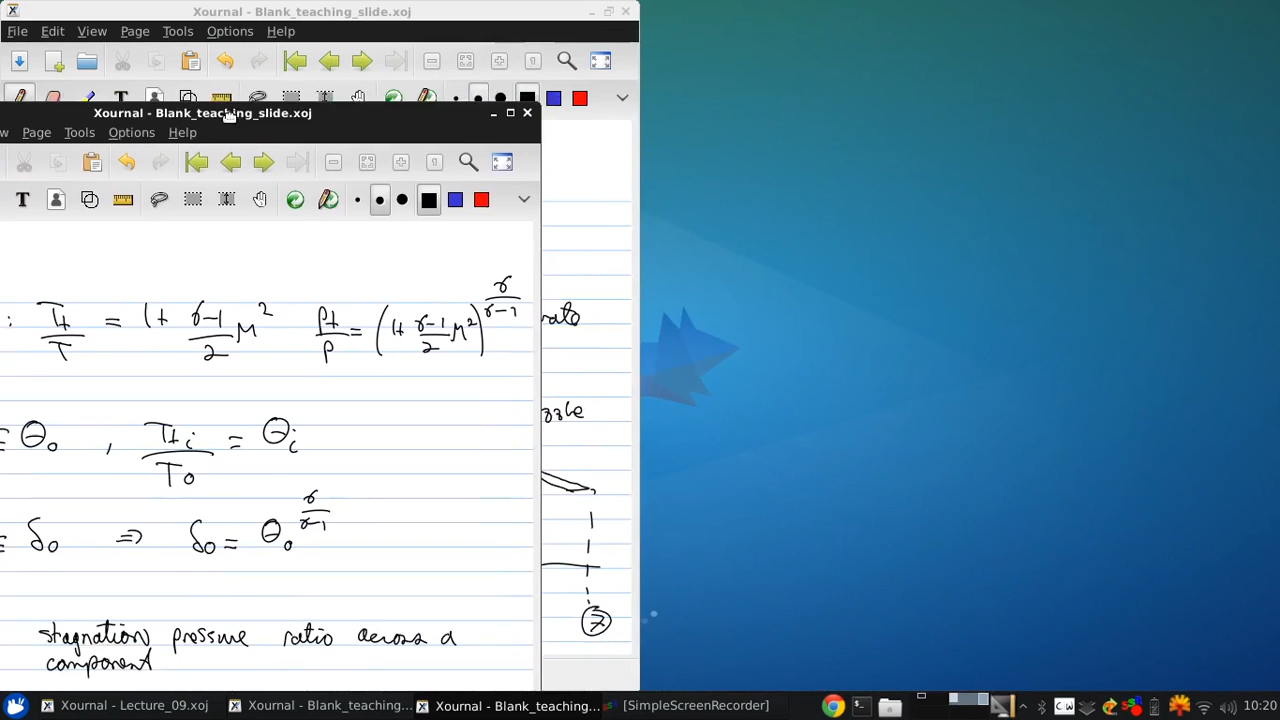 Xournal - Blank_teaching_slide.xoj
File Edit View Page Tools Options Help
Xournal - Blank_teaching_slide.xoj
w Page Tools Options Help
: Tt/T = 1+ γ-1/2 M² Pt/P = (1+ γ-1/2 M²)^γ/γ-1
≡ Θ₀ , Tti/T0 = Θi
≡ δ₀ ⇒ δ₀ = Θ₀^γ/γ-1
stagnation pressure ratio across a
component
7
Xournal - Lecture_09.xoj Xournal - Blank_teaching... Xournal - Blank_teaching... [SimpleScreenRecorder] 10:20